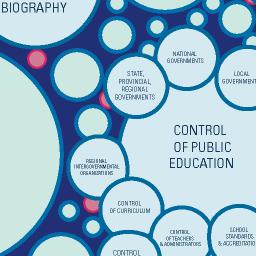 BIOGRAPHY
NATIONAL
GOVERNMENTS
STATE,
PROVINCIAL,
REGIONAL
GOVERNMENTS
LOCAL
GOVERNMENT
CONTROL
OF PUBLIC
EDUCATION
REGIONAL
INTERGOVERNMENTAL
ORGANIZATIONS
CONTROL
OF CURRICULUM
CONTROL
OF TEACHERS
& ADMINISTRATORS
SCHOOL
STANDARDS
& ACCREDITATIO
CONTROL